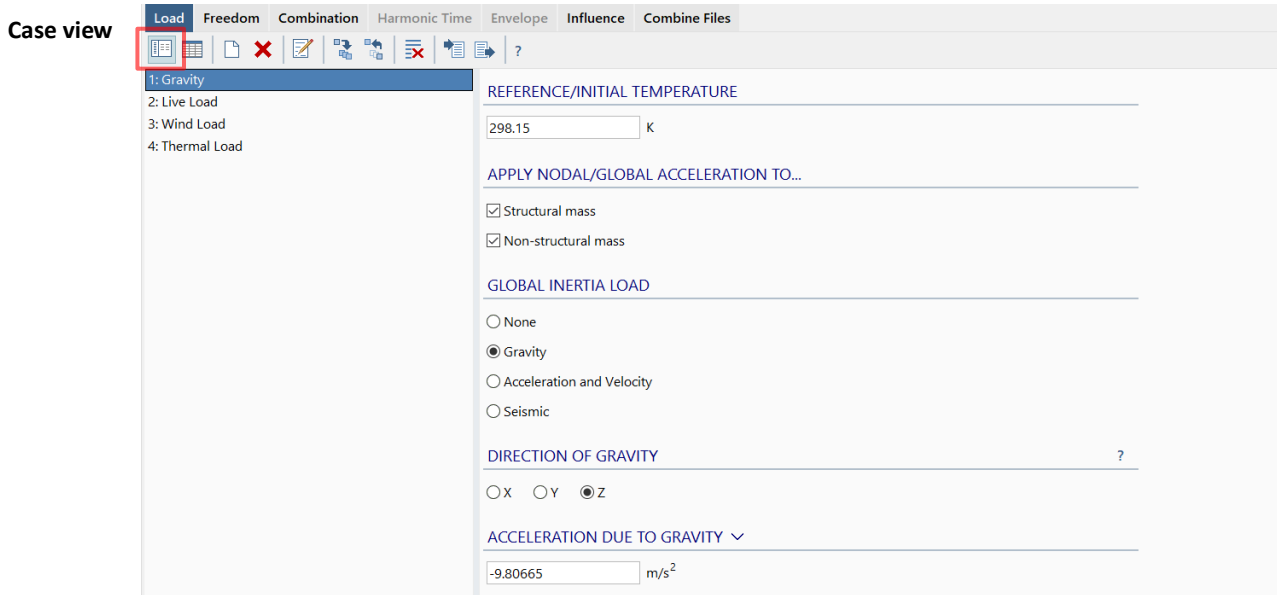 Case view
Load Freedom Combination Harmonic Time Envelope Influence Combine Files
?
1: Gravity
2: Live Load
3: Wind Load
4: Thermal Load
REFERENCE/INITIAL TEMPERATURE
298.15 K
APPLY NODAL/GLOBAL ACCELERATION TO...
Structural mass
Non-structural mass
GLOBAL INERTIA LOAD
None
Gravity
Acceleration and Velocity
Seismic
DIRECTION OF GRAVITY ?
X Y Z
ACCELERATION DUE TO GRAVITY
-9.80665 m/s²